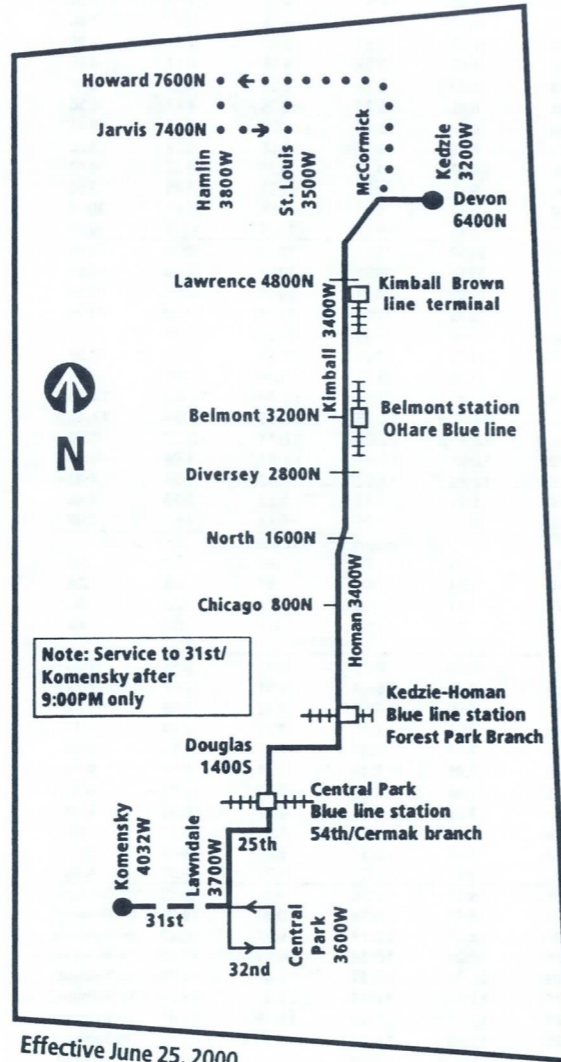 Howard 7600N
Jarvis 7400N
Hamlin
3800W
St. Louis
3500W
McCormick
Kedzie
3200W
Devon
6400N
Lawrence 4800N
Kimball 3400W
Kimball Brown
line terminal
N
Belmont 3200N
Belmont station
OHare Blue line
Diversey 2800N
North 1600N
Chicago 800N
Homan 3400W
Note: Service to 31st/
Komensky after
9:00PM only
Kedzie-Homan
Blue line station
Forest Park Branch
Douglas
1400S
Central Park
Blue line station
54th/Cermak branch
25th
Komensky
4032W
Lawndale
3700W
31st
32nd
Central
Park
3600W
Effective June 25, 2000